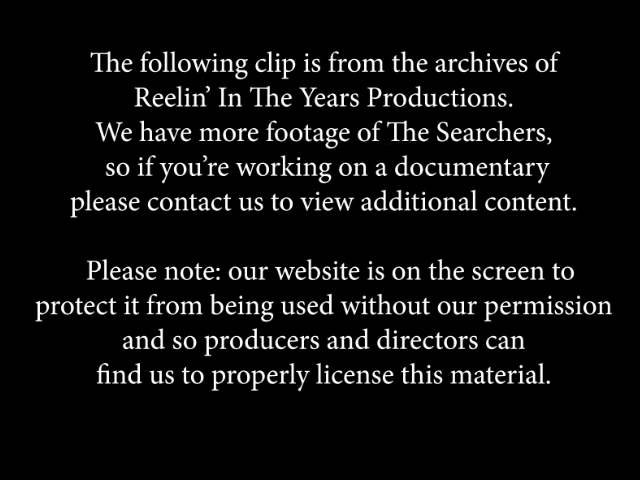 The following clip is from the archives of
Reelin’ In The Years Productions.
We have more footage of The Searchers,
so if you’re working on a documentary
please contact us to view additional content.
Please note: our website is on the screen to
protect it from being used without our permission
and so producers and directors can
find us to properly license this material.